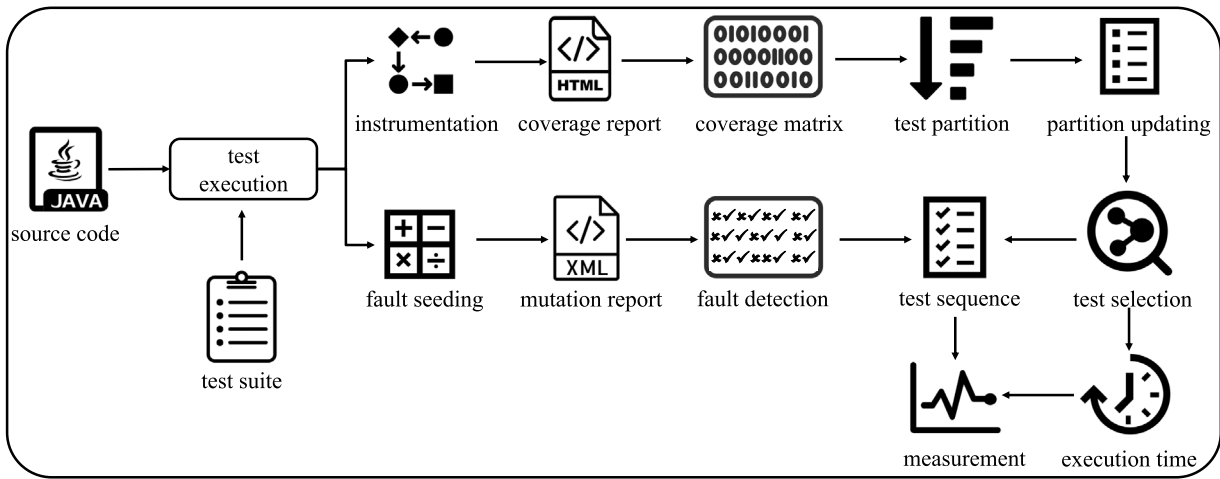 01010001
00001100
00110010
HTML
instrumentation
coverage report
coverage matrix
test partition
partition updating
JAVA
source code
test
execution
+ −
× ÷
XML
✖✔✖✔✖✔ ✖✔
✖✔✖✔✖✔ ✖✔
✖✔✖✔✖✖✔ ✖✔
fault seeding
mutation report
fault detection
test sequence
test selection
test suite
measurement
execution time